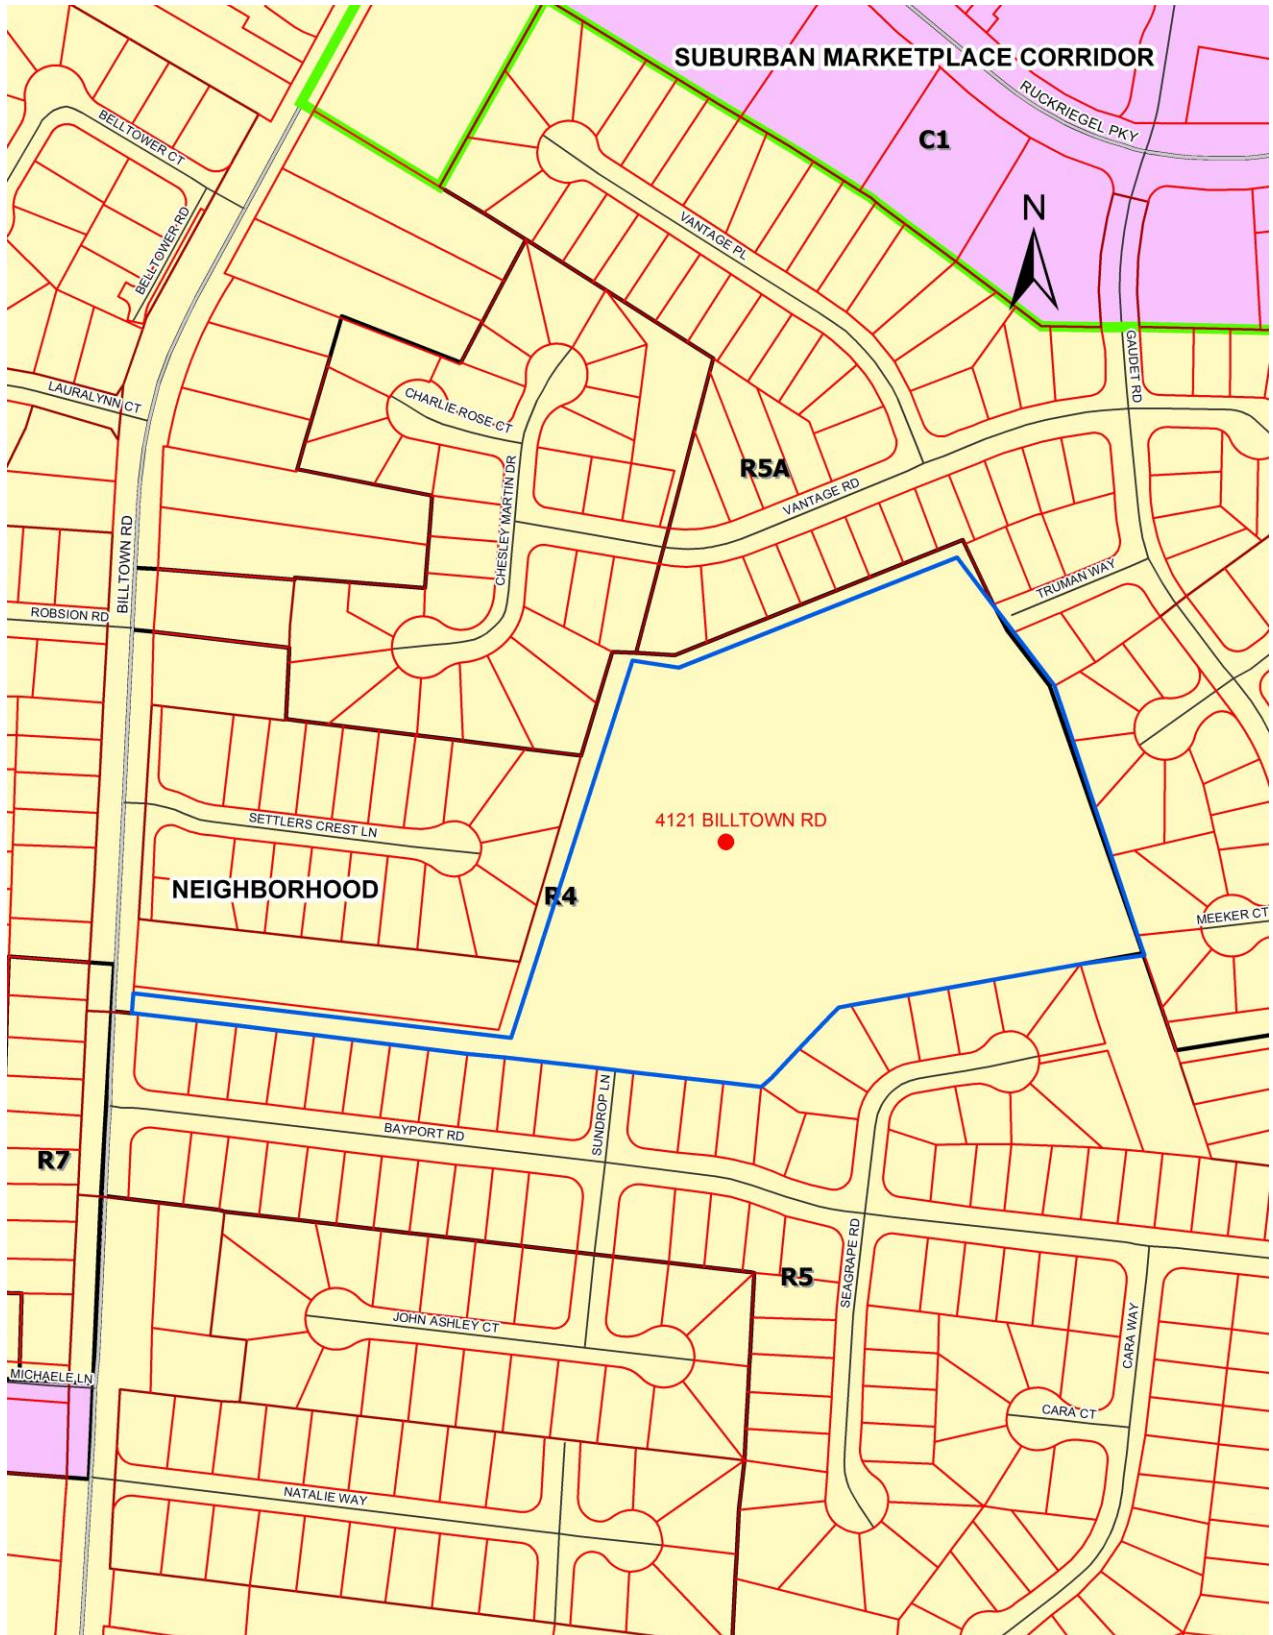 SUBURBAN MARKETPLACE CORRIDOR
RUCKRIEGEL PKY
BELLTOWER CT
C1
N
BELLTOWER RD
VANTAGE PL
GAUDET RD
LAURALYNN CT
CHARLIE ROSE CT
R5A
VANTAGE RD
CHESLEY MARTIN DR
BILLTOWN RD
TRUMAN WAY
ROBSION RD
4121 BILLTOWN RD
SETTLERS CREST LN
NEIGHBORHOOD
R4
MEEKER CT
SUNDROP LN
BAYPORT RD
R7
SEAGRAPE RD
R5
JOHN ASHLEY CT
CARA WAY
MICHAELE LN
CARA CT
NATALIE WAY